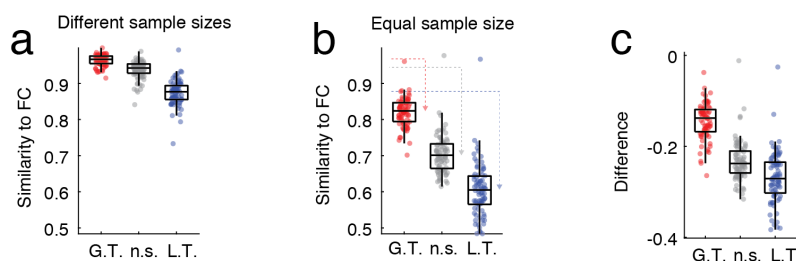 a
Different sample sizes
Similarity to FC
0.9
0.8
0.7
0.6
0.5
G.T. n.s. L.T.
b
Equal sample size
Similarity to FC
0.9
0.8
0.7
0.6
0.5
G.T. n.s. L.T.
c
Difference
0
-0.2
-0.4
G.T. n.s. L.T